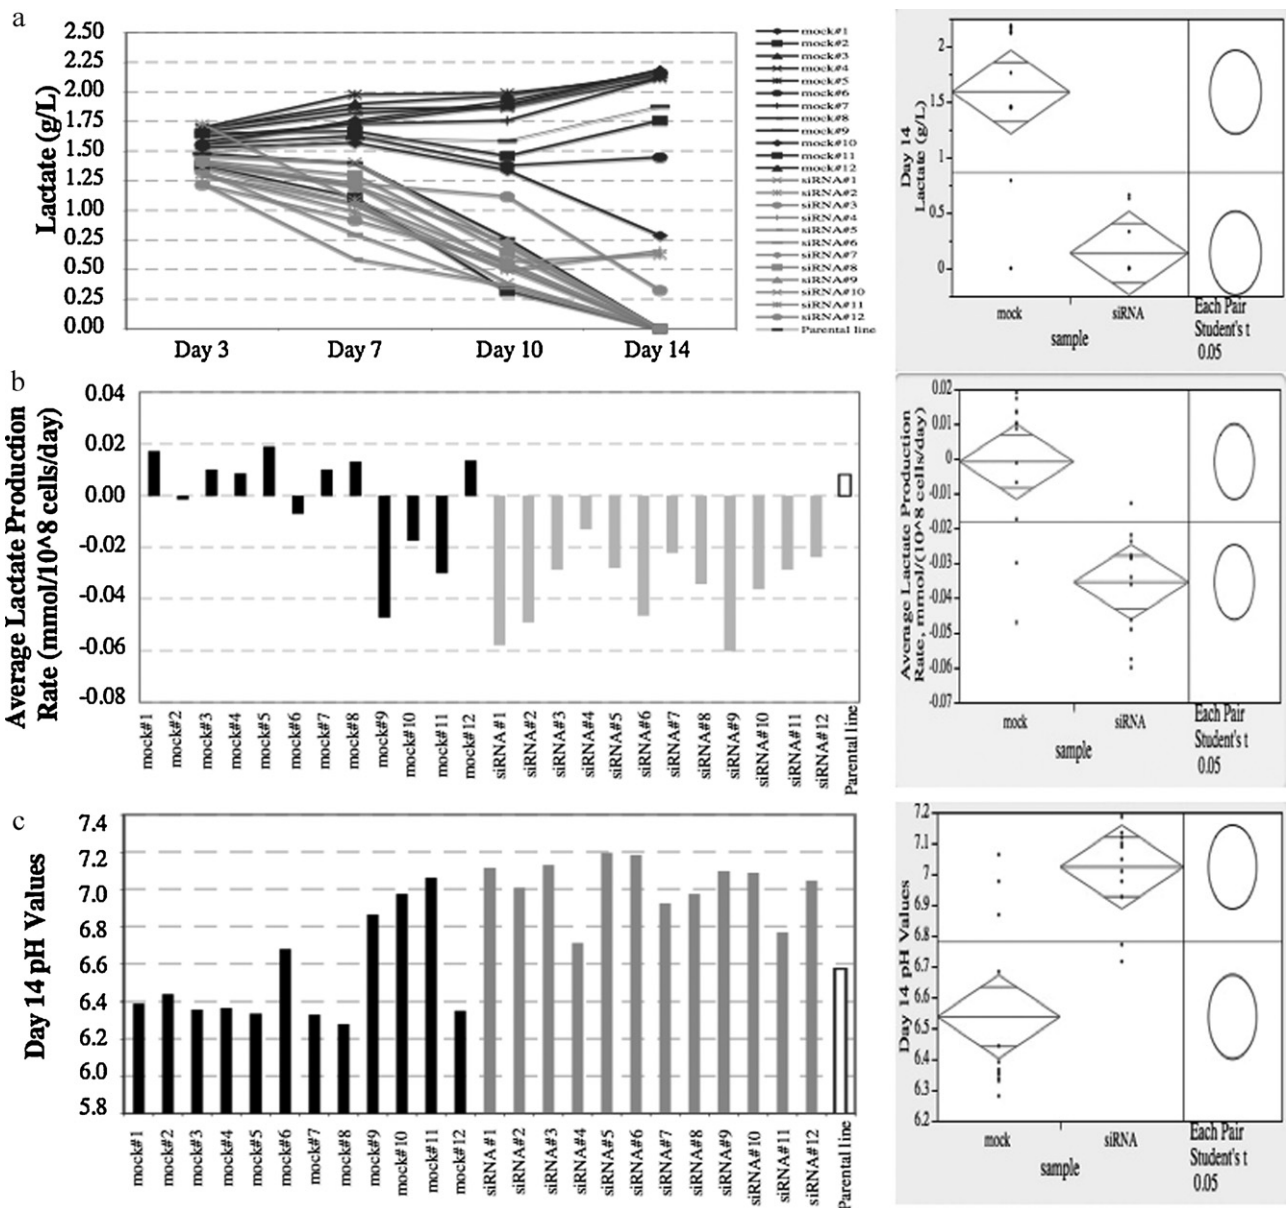 a
Lactate (g/L)
2.50
2.25
2.00
1.75
1.50
1.25
1.00
0.25
0.50
0.25
0.00
Day 3
Day 7
Day 10
Day 14
mock#1
mock#2
mock#3
mock#4
mock#5
mock#6
mock#7
mock#8
mock#9
mock#10
mock#11
mock#12
siRNA#1
siRNA#2
siRNA#3
siRNA#4
siRNA#5
siRNA#6
siRNA#7
siRNA#8
siRNA#9
siRNA#10
siRNA#11
siRNA#12
Parental line
Day 14
Lactate (g/L)
2
1.5
1
0.5
0
mock
siRNA
sample
Each Pair
Student's t
0.05
b
Average Lactate Production
Rate (mmol/10^8 cells/day)
0.04
0.02
0.00
-0.02
-0.04
-0.06
-0.08
mock#1
mock#2
mock#3
mock#4
mock#5
mock#6
mock#7
mock#8
mock#9
mock#10
mock#11
mock#12
siRNA#1
siRNA#2
siRNA#3
siRNA#4
siRNA#5
siRNA#6
siRNA#7
siRNA#8
siRNA#9
siRNA#10
siRNA#11
siRNA#12
Parental line
Average Lactate Production
Rate, mmol/(10^8 cells/day)
0.02
0.01
0
-0.01
-0.02
-0.03
-0.04
-0.05
-0.06
-0.07
mock
siRNA
sample
Each Pair
Student's t
0.05
c
Day 14 pH Values
7.4
7.2
7.0
6.8
6.6
6.4
6.2
6.0
5.8
mock#1
mock#2
mock#3
mock#4
mock#5
mock#6
mock#7
mock#8
mock#9
mock#10
mock#11
mock#12
siRNA#1
siRNA#2
siRNA#3
siRNA#4
siRNA#5
siRNA#6
siRNA#7
siRNA#8
siRNA#9
siRNA#10
siRNA#11
siRNA#12
Parental line
Day 14 pH Values
7.2
7.1
7
6.9
6.8
6.7
6.6
6.5
6.4
6.3
6.2
mock
siRNA
sample
Each Pair
Student's t
0.05